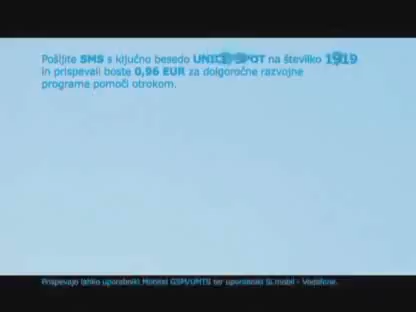 Pošljite SMS s ključno besedo UNICEF SPOT na številko 1919
in prispevali boste 0,96 EUR za dolgoročne razvojne
programe pomoči otrokom.
Prispevajo lahko uporabniki Mobitel GSM/UMTS ter uporabniki Si.mobil - Vodafone.